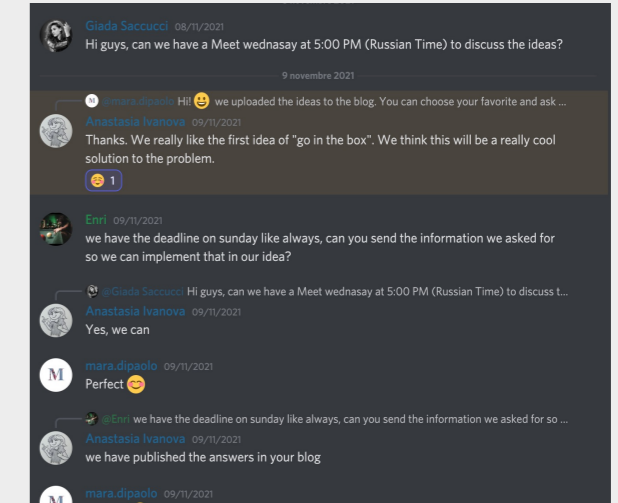 Giada Saccucci 08/11/2021
Hi guys, can we have a Meet wednasay at 5:00 PM (Russian Time) to discuss the ideas?
9 novembre 2021
M @mara.dipaolo Hi! 😃 we uploaded the ideas to the blog. You can choose your favorite and ask ...
Anastasia Ivanova 09/11/2021
Thanks. We really like the first idea of "go in the box". We think this will be a really cool
solution to the problem.
☺️ 1
Enri 09/11/2021
we have the deadline on sunday like always, can you send the information we asked for
so we can implement that in our idea?
@Giada Saccucci Hi guys, can we have a Meet wednasay at 5:00 PM (Russian Time) to discuss t...
Anastasia Ivanova 09/11/2021
Yes, we can
M
mara.dipaolo 09/11/2021
Perfect 😊
@Enri we have the deadline on sunday like always, can you send the information we asked for so ...
Anastasia Ivanova 09/11/2021
we have published the answers in your blog
M
mara.dipaolo 09/11/2021